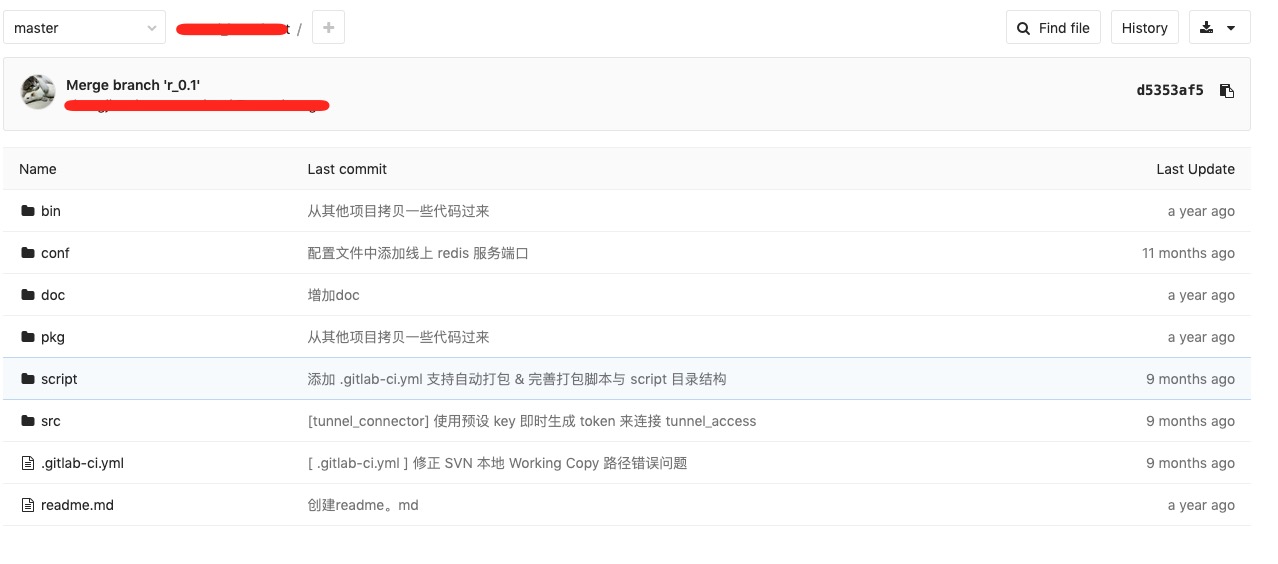 master
/
+
Find file
History
Merge branch 'r_0.1'
d5353af5
Name Last commit Last Update
bin 从其他项目拷贝一些代码过来 a year ago
conf 配置文件中添加线上 redis 服务端口 11 months ago
doc 增加doc a year ago
pkg 从其他项目拷贝一些代码过来 a year ago
script 添加 .gitlab-ci.yml 支持自动打包 & 完善打包脚本与 script 目录结构 9 months ago
src [tunnel_connector] 使用预设 key 即时生成 token 来连接 tunnel_access 9 months ago
.gitlab-ci.yml [ .gitlab-ci.yml ] 修正 SVN 本地 Working Copy 路径错误问题 9 months ago
readme.md 创建readme。md a year ago